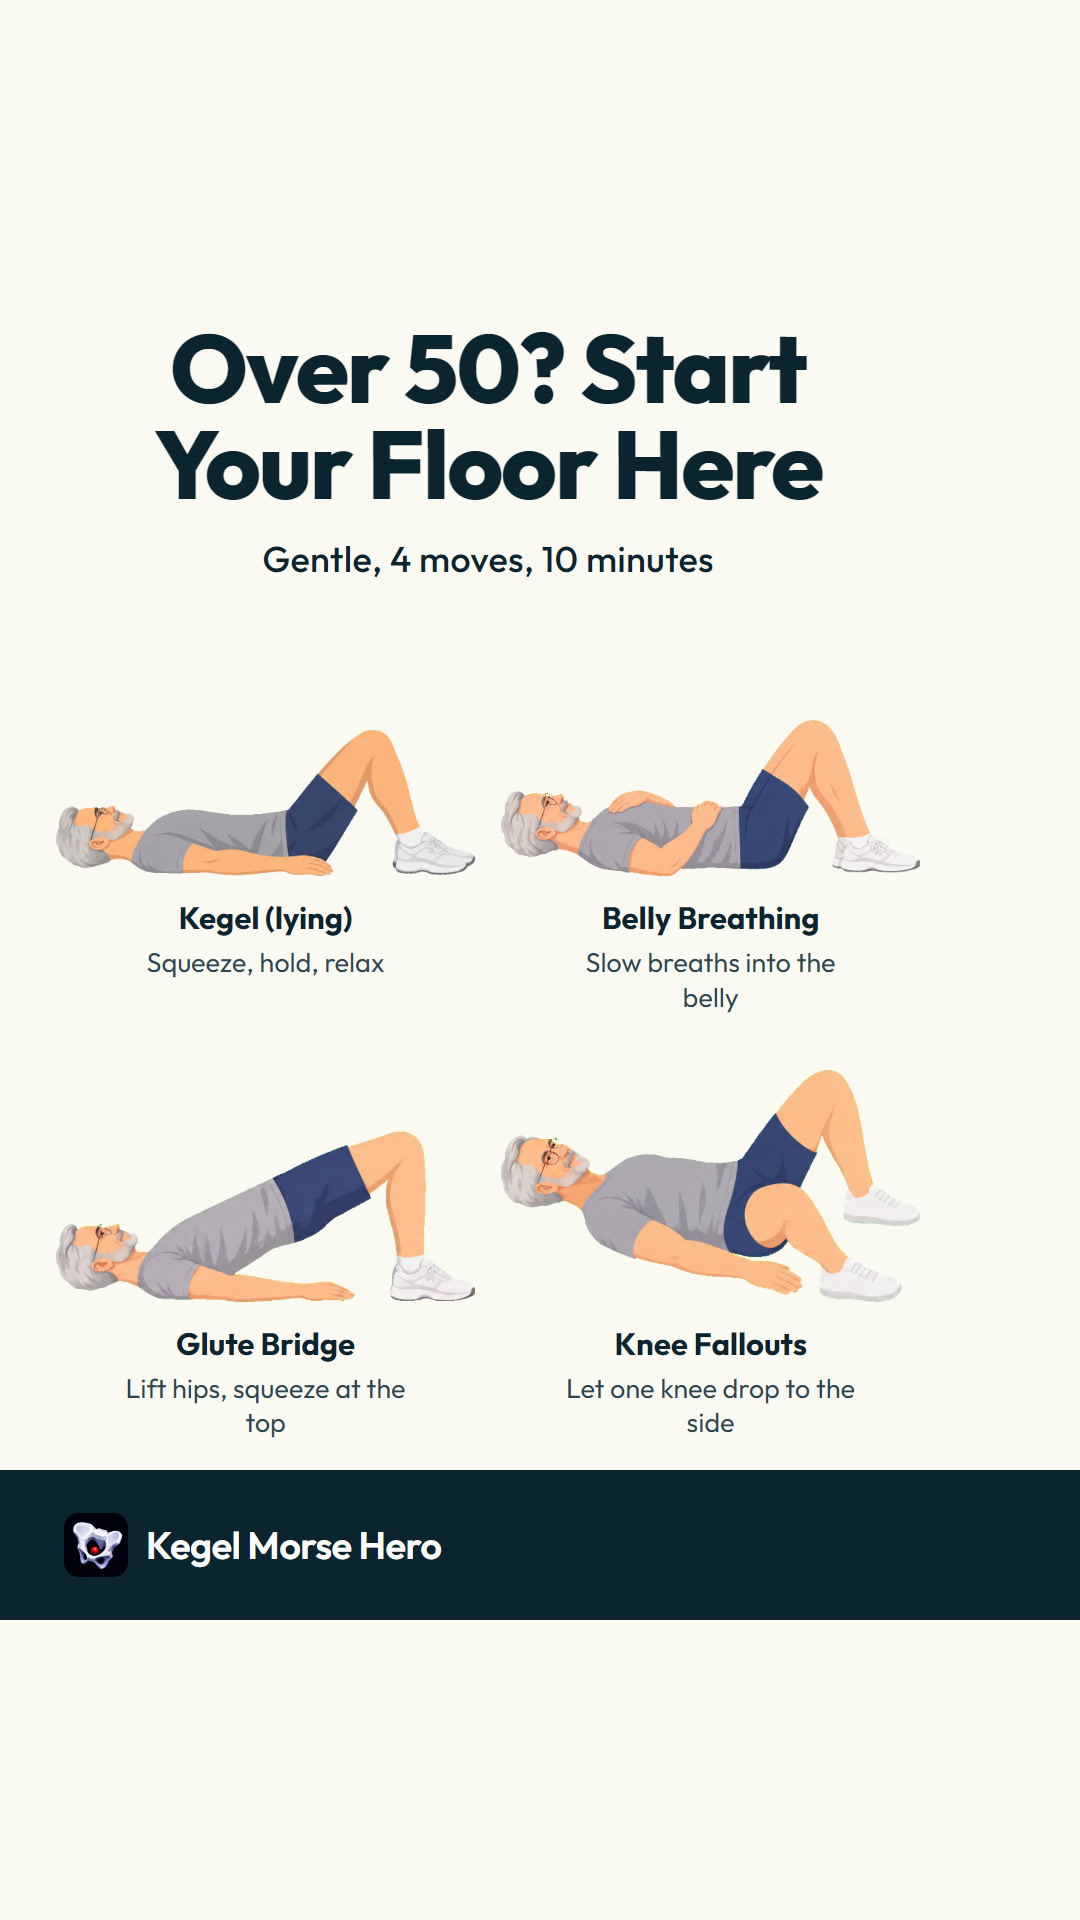 Over 50? Start
Your Floor Here
Gentle, 4 moves, 10 minutes
Kegel (lying)
Squeeze, hold, relax
Belly Breathing
Slow breaths into the
belly
Glute Bridge
Lift hips, squeeze at the
top
Knee Fallouts
Let one knee drop to the
side
Kegel Morse Hero